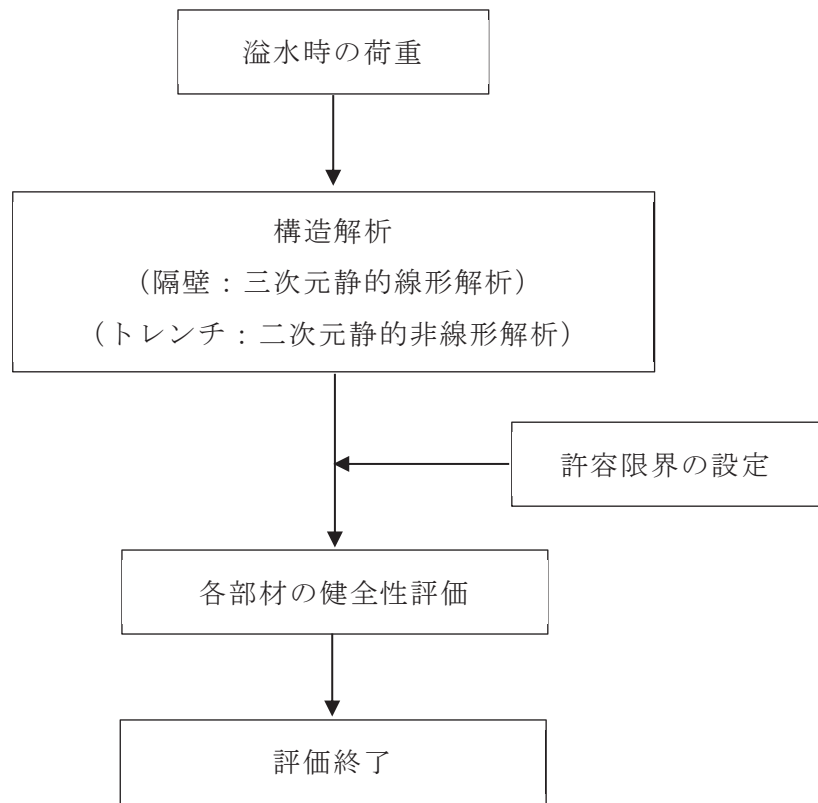 溢水時の荷重
構造解析
(隔壁：三次元静的線形解析)
(トレンチ：二次元静的非線形解析)
許容限界の設定
各部材の健全性評価
評価終了